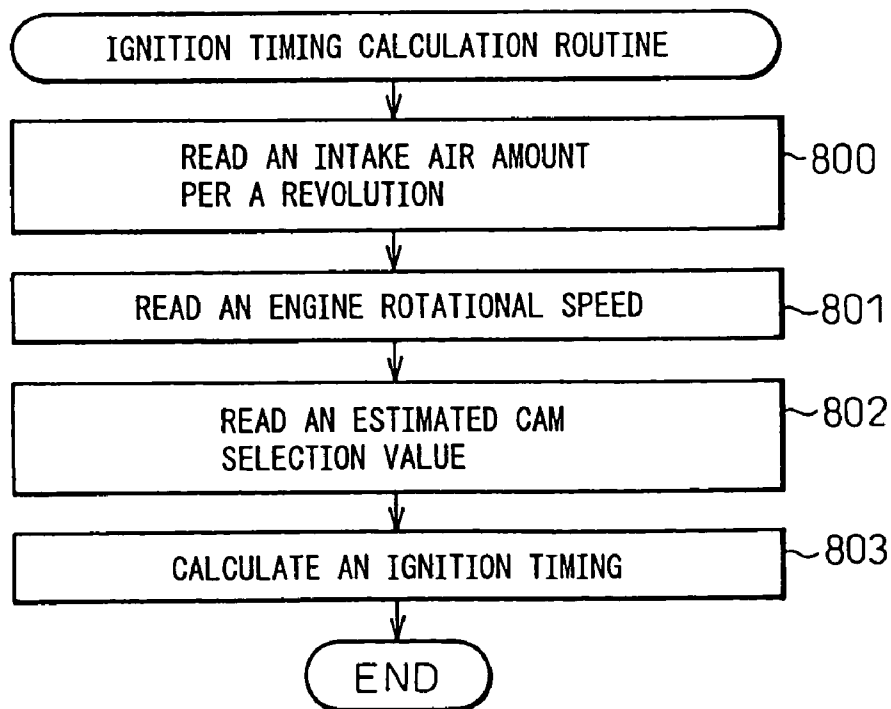 IGNITION TIMING CALCULATION ROUTINE
READ AN INTAKE AIR AMOUNT
PER A REVOLUTION
800
READ AN ENGINE ROTATIONAL SPEED
801
READ AN ESTIMATED CAM
SELECTION VALUE
802
CALCULATE AN IGNITION TIMING
803
END